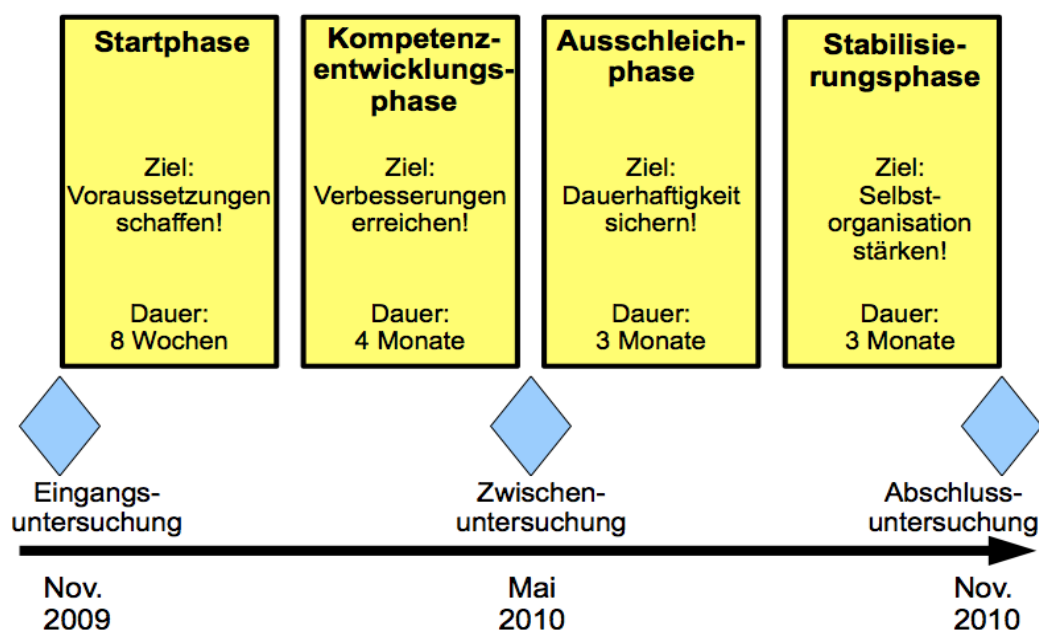 Startphase
Ziel:
Voraussetzungen
schaffen!
Dauer:
8 Wochen
Kompetenz-
entwicklungs-
phase
Ziel:
Verbesserungen
erreichen!
Dauer:
4 Monate
Ausschleich-
phase
Ziel:
Dauerhaftigkeit
sichern!
Dauer:
3 Monate
Stabilisie-
rungsphase
Ziel:
Selbst-
organisation
stärken!
Dauer:
3 Monate
Eingangs-
untersuchung
Zwischen-
untersuchung
Abschluss-
untersuchung
Nov.
2009
Mai
2010
Nov.
2010